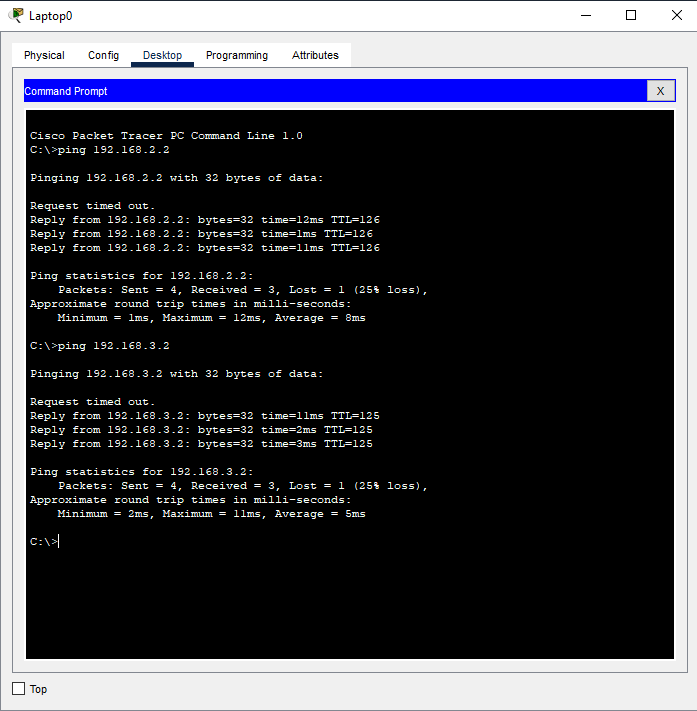 Laptop0
Physical Config Desktop Programming Attributes
Command Prompt X
Cisco Packet Tracer PC Command Line 1.0
C:\>ping 192.168.2.2
Pinging 192.168.2.2 with 32 bytes of data:
Request timed out.
Reply from 192.168.2.2: bytes=32 time=12ms TTL=126
Reply from 192.168.2.2: bytes=32 time=1ms TTL=126
Reply from 192.168.2.2: bytes=32 time=11ms TTL=126
Ping statistics for 192.168.2.2:
Packets: Sent = 4, Received = 3, Lost = 1 (25% loss),
Approximate round trip times in milli-seconds:
Minimum = 1ms, Maximum = 12ms, Average = 8ms
C:\>ping 192.168.3.2
Pinging 192.168.3.2 with 32 bytes of data:
Request timed out.
Reply from 192.168.3.2: bytes=32 time=11ms TTL=125
Reply from 192.168.3.2: bytes=32 time=2ms TTL=125
Reply from 192.168.3.2: bytes=32 time=3ms TTL=125
Ping statistics for 192.168.3.2:
Packets: Sent = 4, Received = 3, Lost = 1 (25% loss),
Approximate round trip times in milli-seconds:
Minimum = 2ms, Maximum = 11ms, Average = 5ms
C:\>
Top